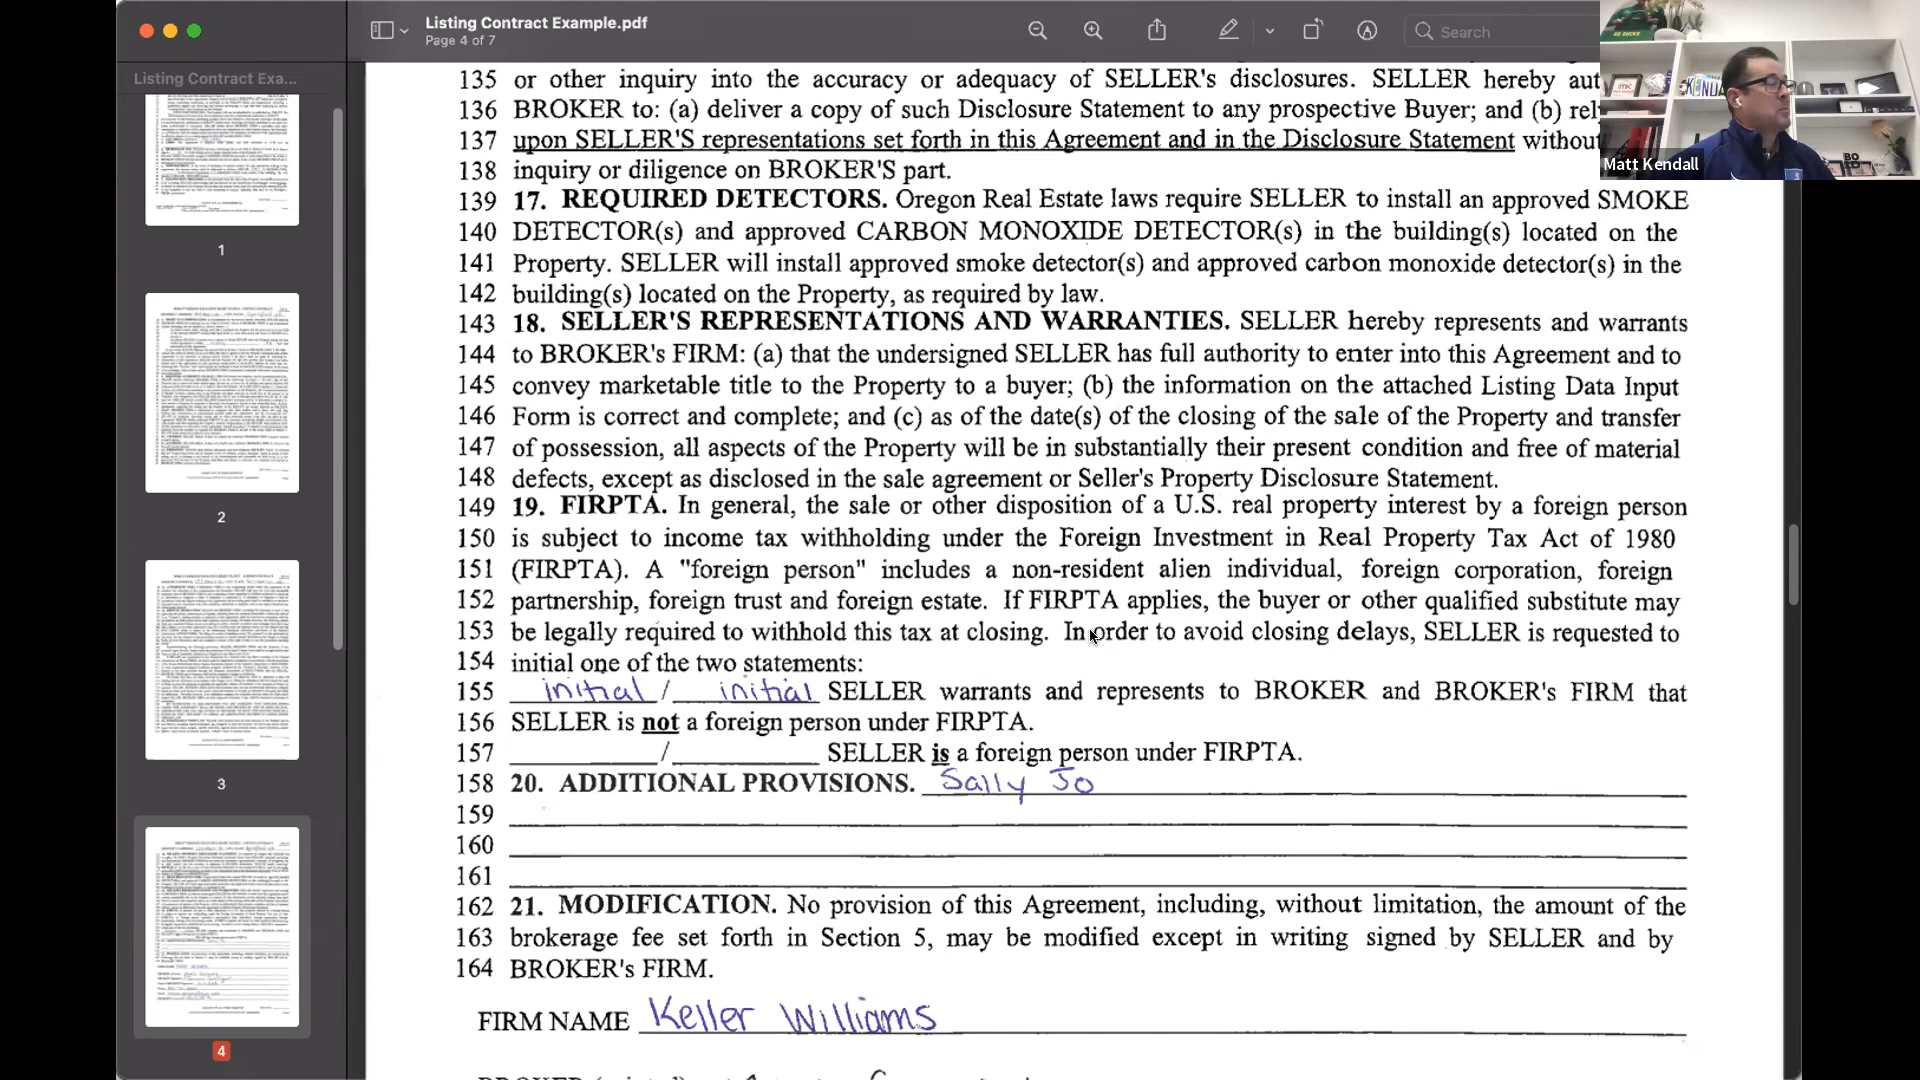 Listing Contract Example.pdf
Page 4 of 7
Search
Listing Contract Exa...
1
2
3
4
Matt Kendall
135 or other inquiry into the accuracy or adequacy of SELLER's disclosures. SELLER hereby aut
136 BROKER to: (a) deliver a copy of such Disclosure Statement to any prospective Buyer; and (b) rel
137 upon SELLER'S representations set forth in this Agreement and in the Disclosure Statement withou
138 inquiry or diligence on BROKER'S part.
139 17. REQUIRED DETECTORS. Oregon Real Estate laws require SELLER to install an approved SMOKE
140 DETECTOR(s) and approved CARBON MONOXIDE DETECTOR(s) in the building(s) located on the
141 Property. SELLER will install approved smoke detector(s) and approved carbon monoxide detector(s) in the
142 building(s) located on the Property, as required by law.
143 18. SELLER'S REPRESENTATIONS AND WARRANTIES. SELLER hereby represents and warrants
144 to BROKER's FIRM: (a) that the undersigned SELLER has full authority to enter into this Agreement and to
145 convey marketable title to the Property to a buyer; (b) the information on the attached Listing Data Input
146 Form is correct and complete; and (c) as of the date(s) of the closing of the sale of the Property and transfer
147 of possession, all aspects of the Property will be in substantially their present condition and free of material
148 defects, except as disclosed in the sale agreement or Seller's Property Disclosure Statement.
149 19. FIRPTA. In general, the sale or other disposition of a U.S. real property interest by a foreign person
150 is subject to income tax withholding under the Foreign Investment in Real Property Tax Act of 1980
151 (FIRPTA). A "foreign person" includes a non-resident alien individual, foreign corporation, foreign
152 partnership, foreign trust and foreign estate. If FIRPTA applies, the buyer or other qualified substitute may
153 be legally required to withhold this tax at closing. In order to avoid closing delays, SELLER is requested to
154 initial one of the two statements:
155 initial / initial SELLER warrants and represents to BROKER and BROKER's FIRM that
156 SELLER is not a foreign person under FIRPTA.
157 / SELLER is a foreign person under FIRPTA.
158 20. ADDITIONAL PROVISIONS. Sally Jo
159
160
161
162 21. MODIFICATION. No provision of this Agreement, including, without limitation, the amount of the
163 brokerage fee set forth in Section 5, may be modified except in writing signed by SELLER and by
164 BROKER's FIRM.
FIRM NAME Keller Williams